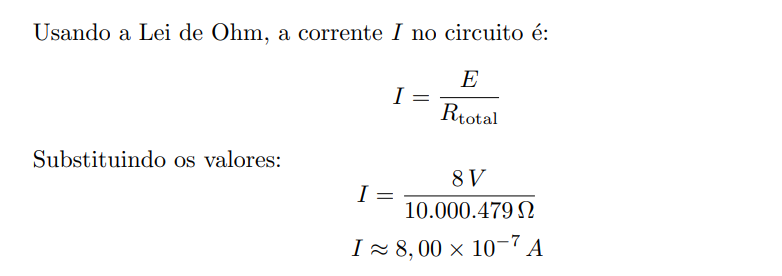 Usando a Lei de Ohm, a corrente I no circuito é:
I = E / R_total
Substituindo os valores:
I = 8 V / 10.000.479 Ω
I ≈ 8,00 × 10⁻⁷ A